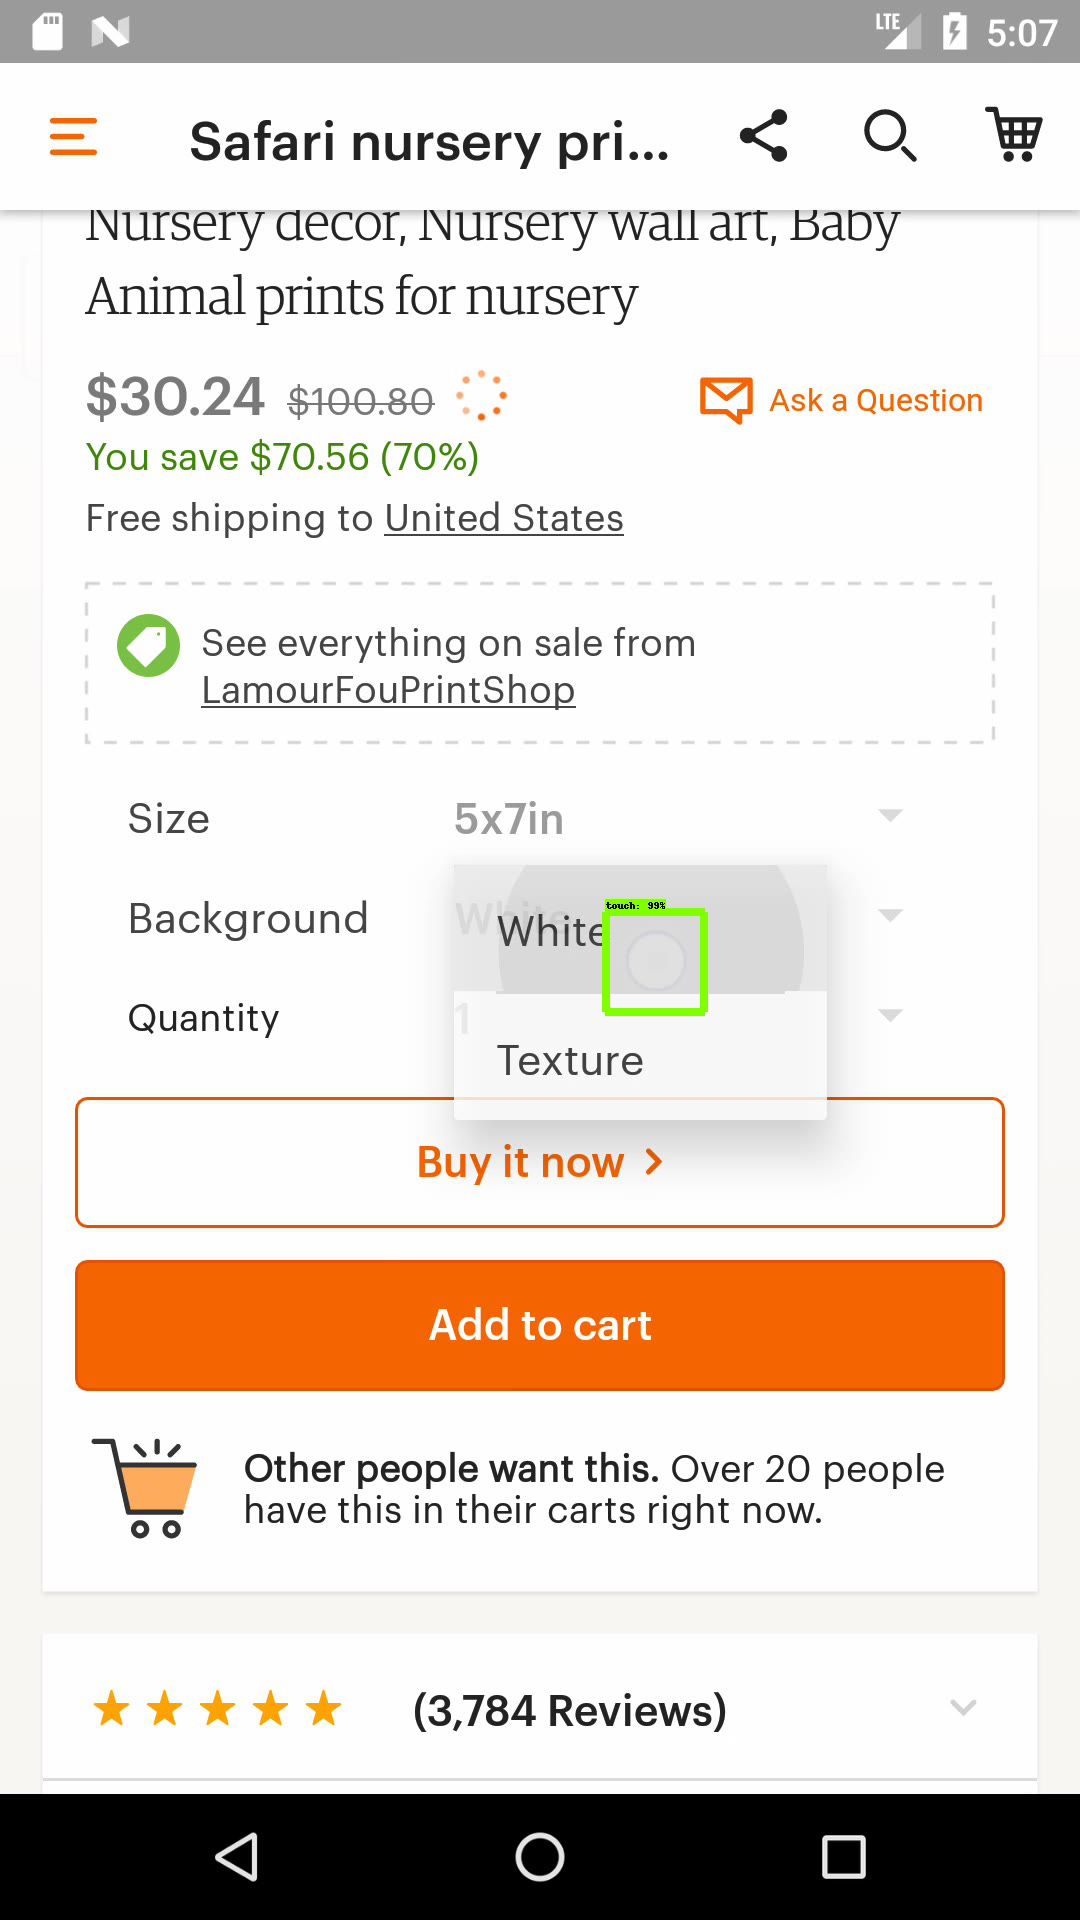 LTE 5:07
Safari nursery pri...
Nursery decor, Nursery wall art, Baby
Animal prints for nursery
$30.24 $100.80
Ask a Question
You save $70.56 (70%)
Free shipping to United States
See everything on sale from
LamourFouPrintShop
Size 5x7in
Background White
White
touch: 99%
Quantity 1
Texture
Buy it now
Add to cart
Other people want this. Over 20 people
have this in their carts right now.
(3,784 Reviews)